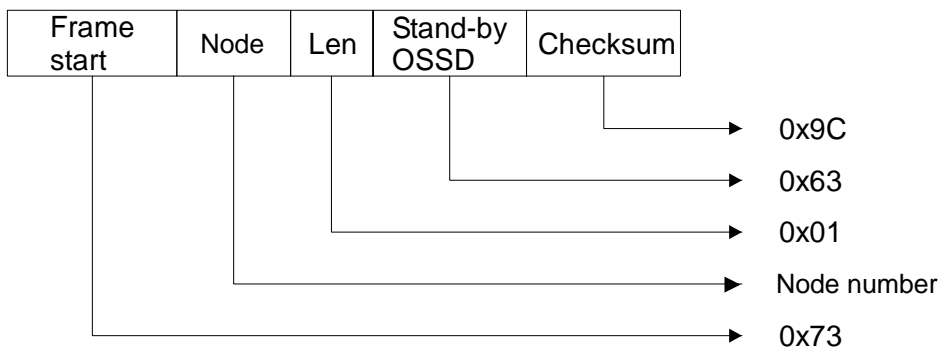 Frame
start
Node
Len
Stand-by
OSSD
Checksum
0x9C
0x63
0x01
Node number
0x73